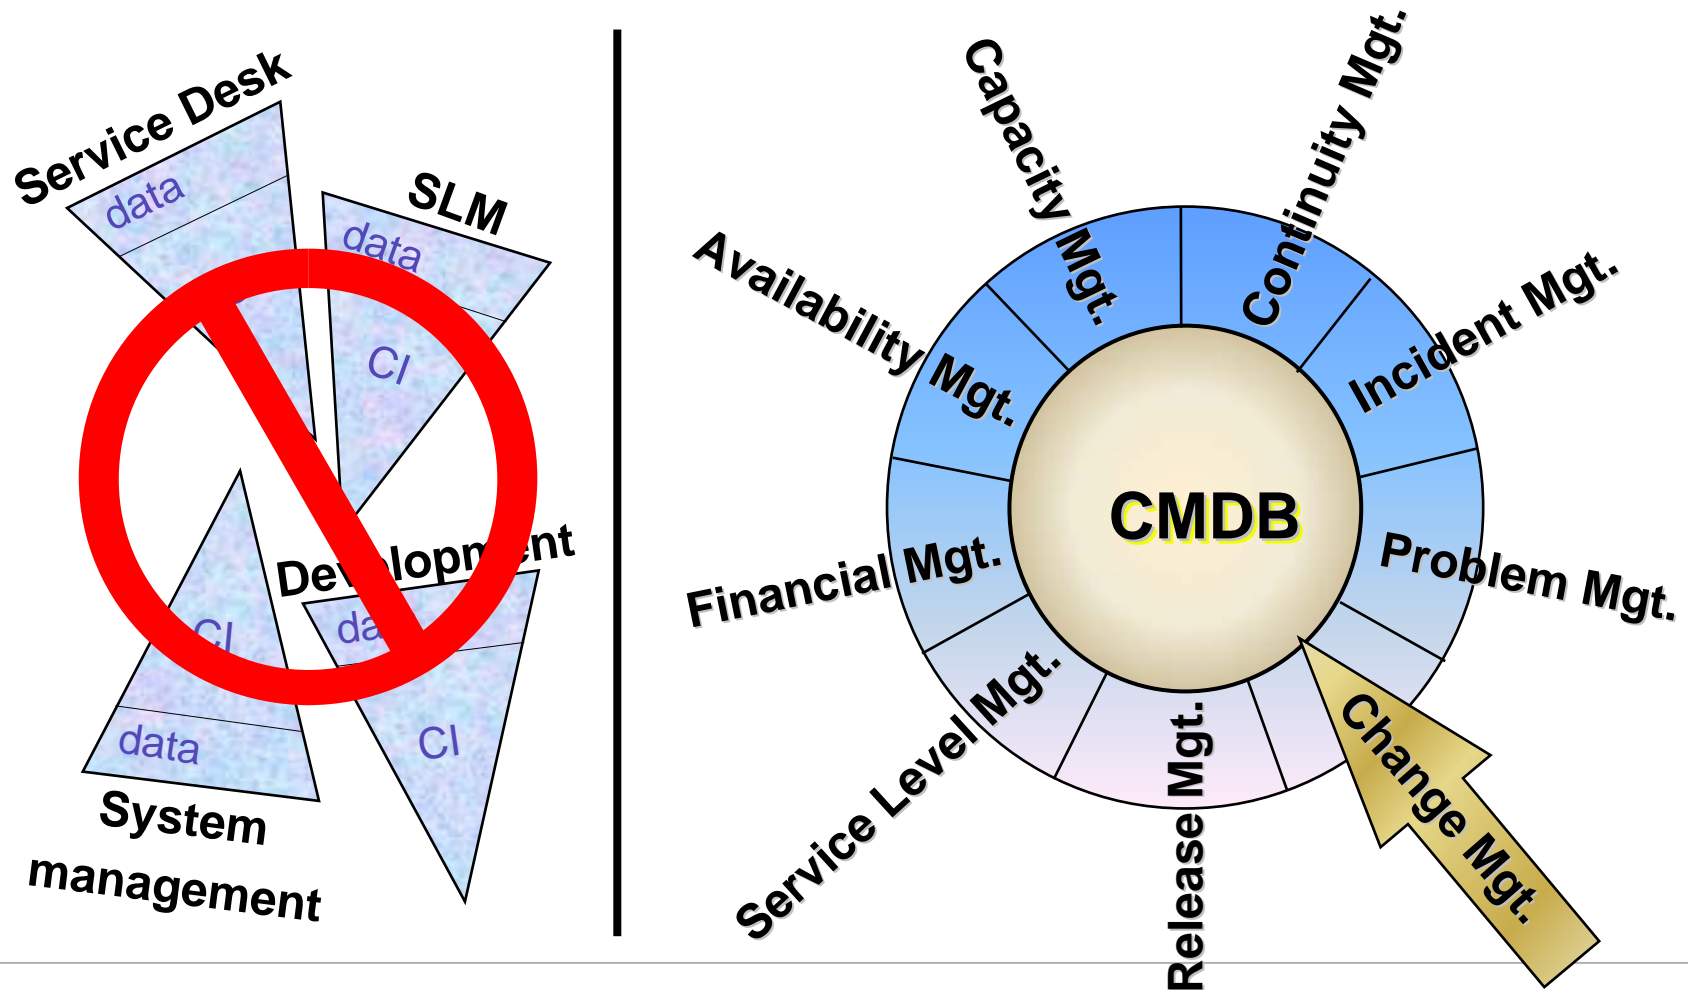 Service Desk
data
SLM
data
CI
Development
CI
data
CI
data
System
management
Capacity Mgt.
Continuity Mgt.
Availability Mgt.
Incident Mgt.
CMDB
Financial Mgt.
Problem Mgt.
Service Level Mgt.
Release Mgt.
Change Mgt.